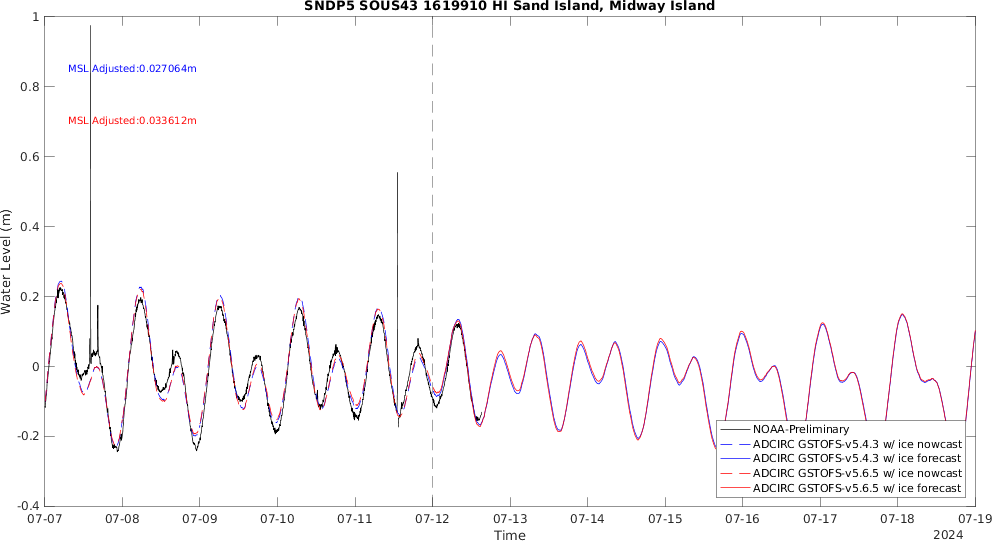 SNDP5 SOUS43 1619910 HI Sand Island, Midway Island
MSL Adjusted:0.027064m
MSL Adjusted:0.033612m
Water Level (m)
1
0.8
0.6
0.4
0.2
0
-0.2
-0.4
NOAA-Preliminary
ADCIRC GSTOFS-v5.4.3 w/ ice nowcast
ADCIRC GSTOFS-v5.4.3 w/ ice forecast
ADCIRC GSTOFS-v5.6.5 w/ ice nowcast
ADCIRC GSTOFS-v5.6.5 w/ ice forecast
07-07 07-08 07-09 07-10 07-11 07-12 07-13 07-14 07-15 07-16 07-17 07-18 07-19
Time
2024